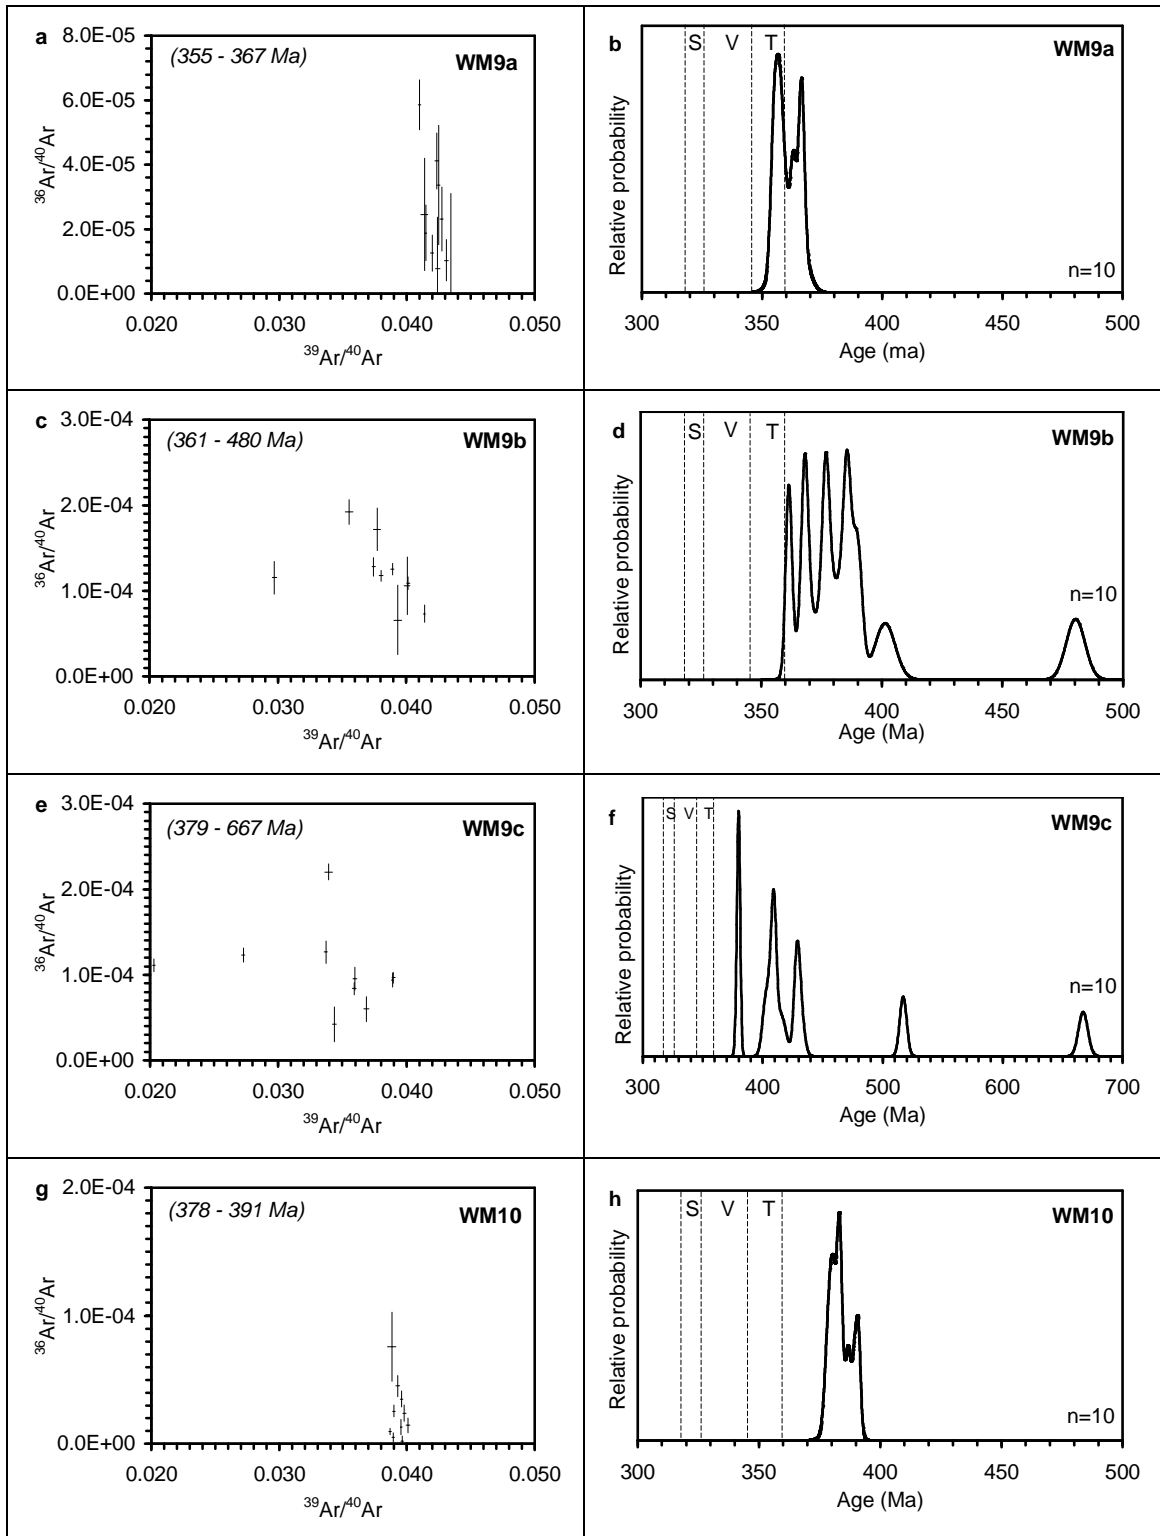 a
(355 - 367 Ma)
WM9a
8.0E-05
6.0E-05
4.0E-05
2.0E-05
0.0E+00
36Ar/40Ar
0.020 0.030 0.040 0.050
39Ar/40Ar
b
S V T
WM9a
Relative probability
n=10
300 350 400 450 500
Age (ma)
c
(361 - 480 Ma)
WM9b
3.0E-04
2.0E-04
1.0E-04
0.0E+00
36Ar/40Ar
0.020 0.030 0.040 0.050
39Ar/40Ar
d
S V T
WM9b
Relative probability
n=10
300 350 400 450 500
Age (Ma)
e
(379 - 667 Ma)
WM9c
3.0E-04
2.0E-04
1.0E-04
0.0E+00
36Ar/40Ar
0.020 0.030 0.040 0.050
39Ar/40Ar
f
S V T
WM9c
Relative probability
n=10
300 400 500 600 700
Age (Ma)
g
(378 - 391 Ma)
WM10
2.0E-04
1.0E-04
0.0E+00
36Ar/40Ar
0.020 0.030 0.040 0.050
39Ar/40Ar
h
S V T
WM10
Relative probability
n=10
300 350 400 450 500
Age (Ma)